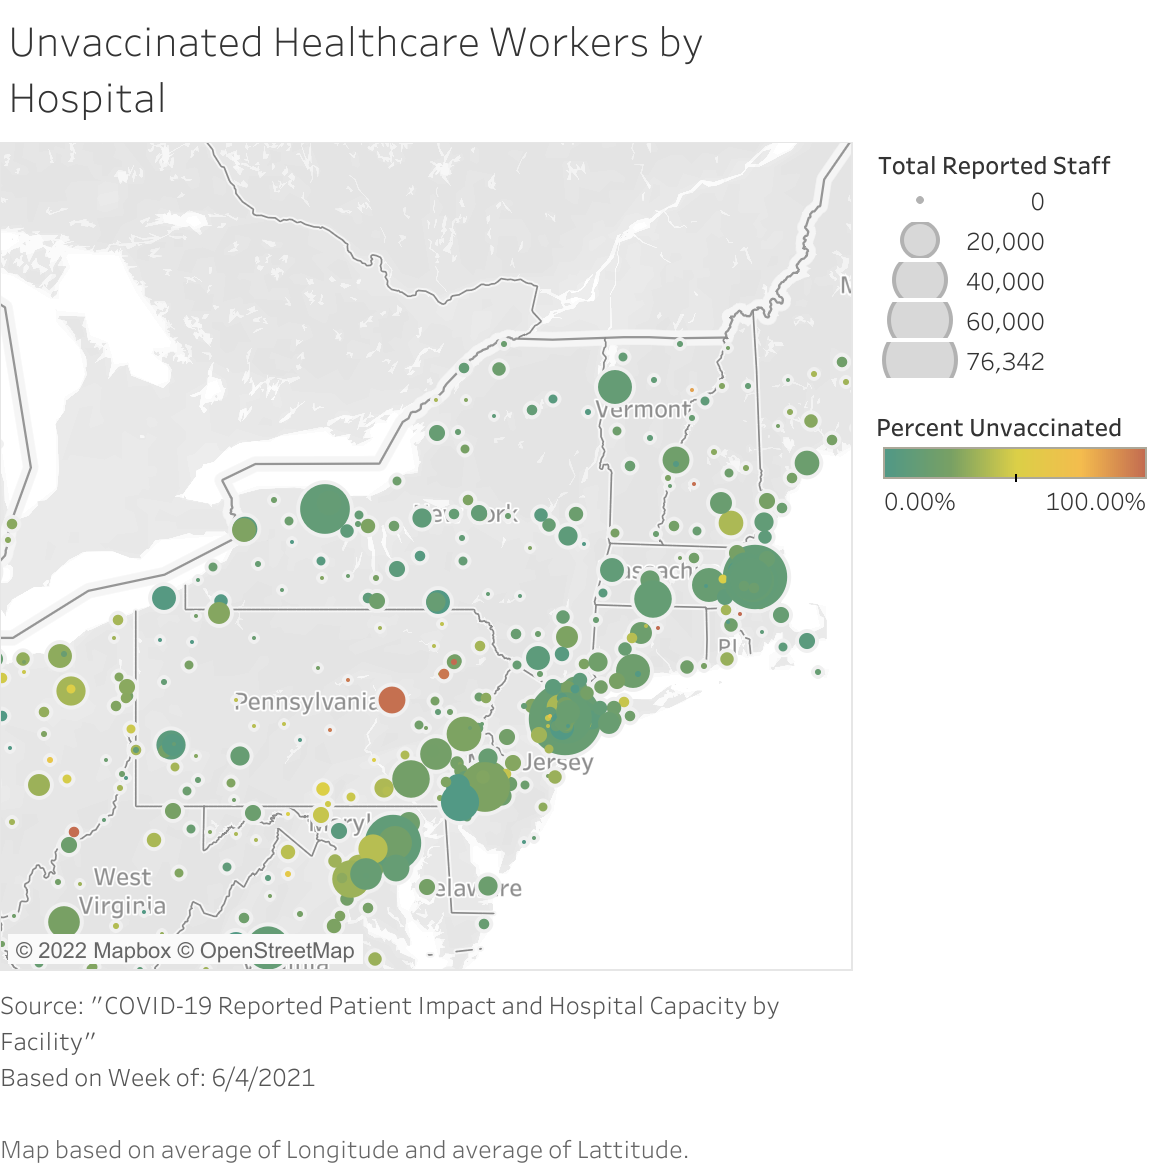 Unvaccinated Healthcare Workers by
Hospital
Total Reported Staff
0
20,000
40,000
60,000
76,342
Percent Unvaccinated
0.00% 100.00%
Vermont
Pennsylvania
Jersey
West
Virginia
© 2022 Mapbox © OpenStreetMap
Source: "COVID-19 Reported Patient Impact and Hospital Capacity by
Facility"
Based on Week of: 6/4/2021
Map based on average of Longitude and average of Lattitude.